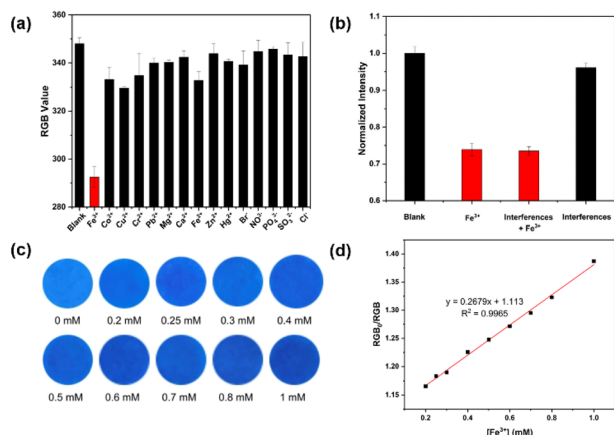 (a)
RGB Value
360
340
320
300
280
Blank
Fe³⁺
Co²⁺
Cu²⁺
Cr²⁺
Pb²⁺
Mg²⁺
Ca²⁺
Fe²⁺
Zn²⁺
Hg²⁺
Br⁻
NO³⁻
PO₄²⁻
SO₃²⁻
Cl⁻
(b)
Normalized Intensity
1.1
1.0
0.9
0.8
0.7
0.6
Blank
Fe³⁺
Interferences
+ Fe³⁺
Interferences
(c)
0 mM 0.2 mM 0.25 mM 0.3 mM 0.4 mM
0.5 mM 0.6 mM 0.7 mM 0.8 mM 1 mM
(d)
RGB₀/RGB
1.40
1.35
1.30
1.25
1.20
1.15
y = 0.2679x + 1.113
R² = 0.9965
0.2 0.4 0.6 0.8 1.0
[Fe³⁺] (mM)